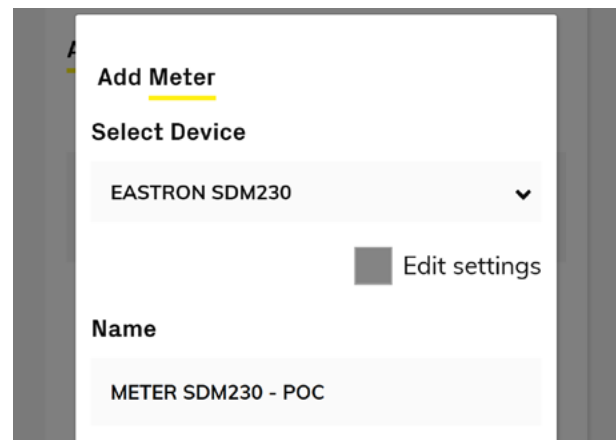 Add Meter
Select Device
EASTRON SDM230
Edit settings
Name
METER SDM230 - POC